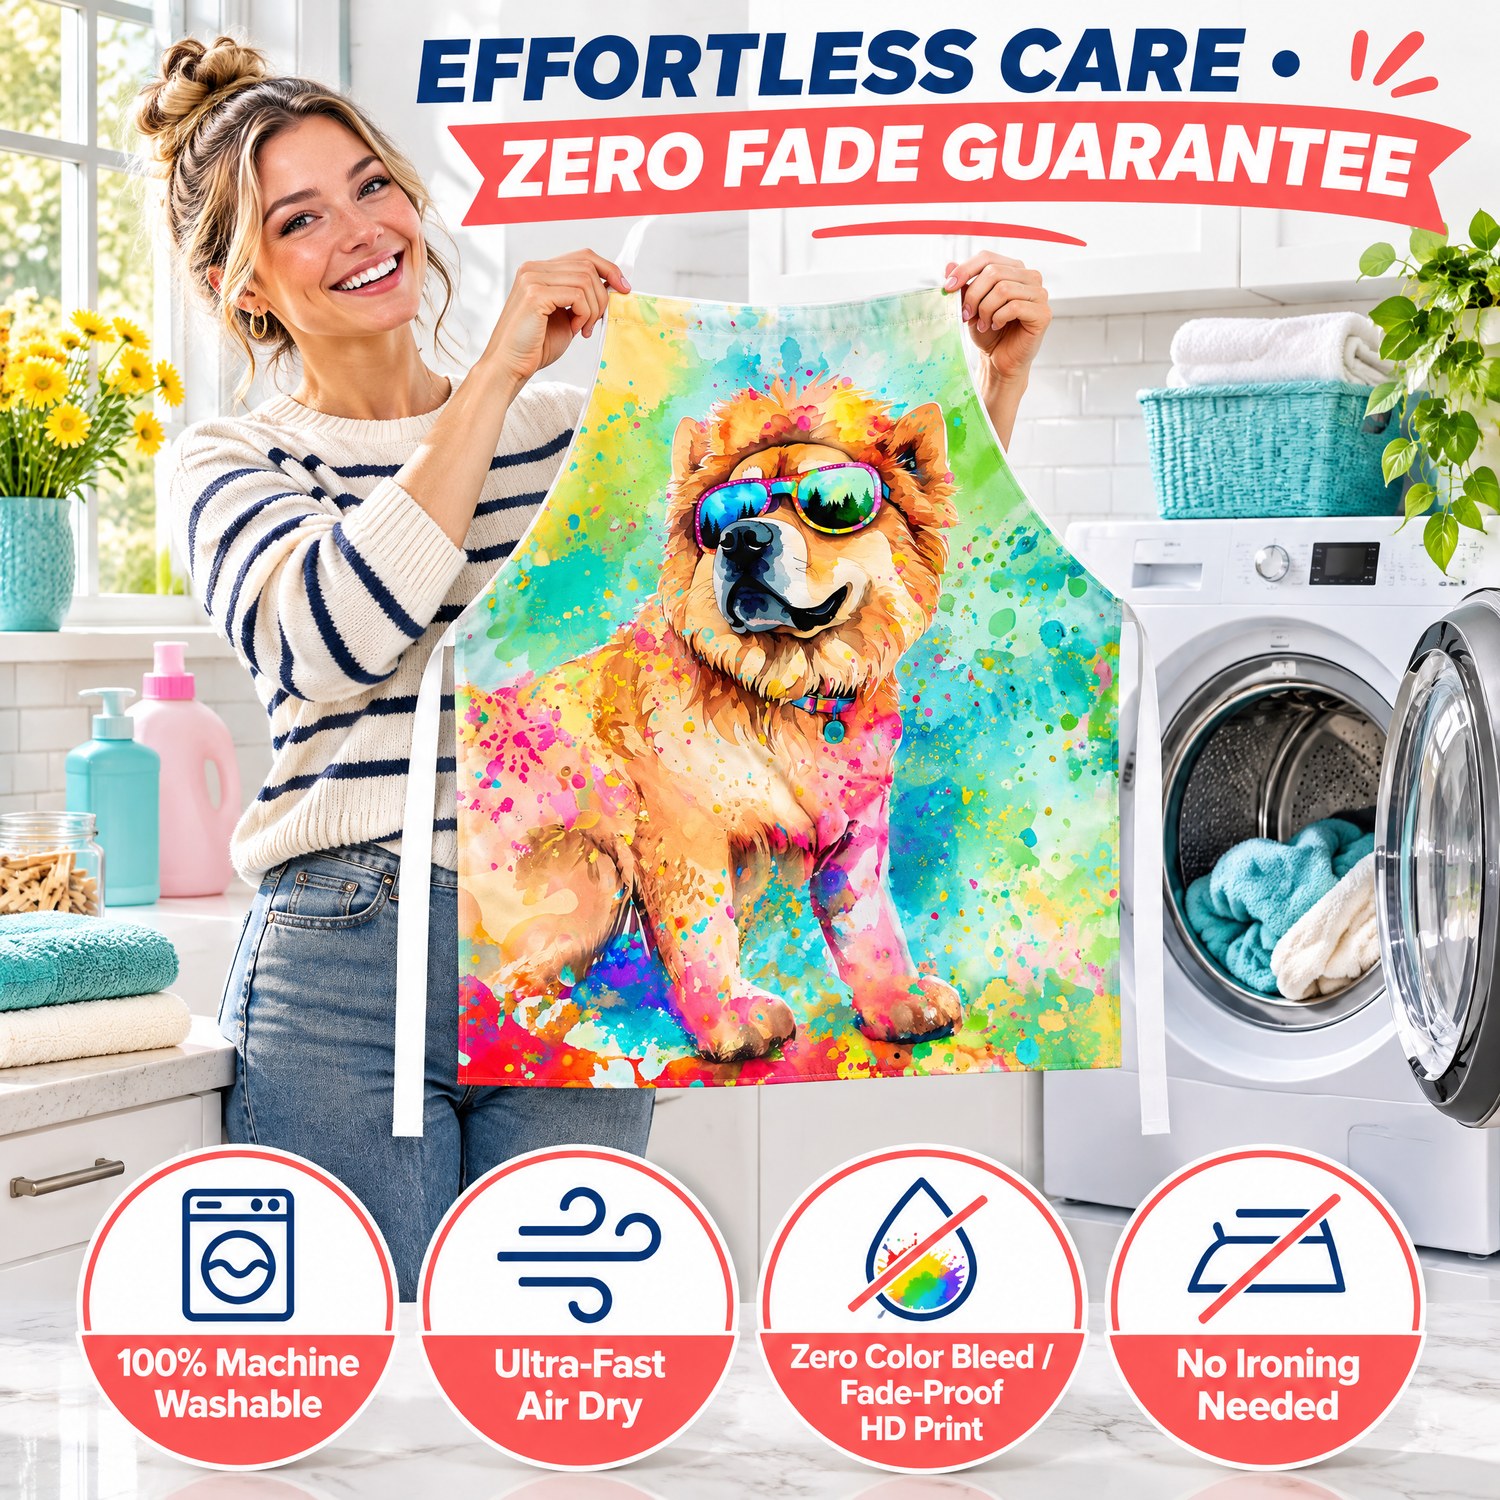 EFFORTLESS CARE •
ZERO FADE GUARANTEE
100% Machine
Washable
Ultra-Fast
Air Dry
Zero Color Bleed /
Fade-Proof
HD Print
No Ironing
Needed